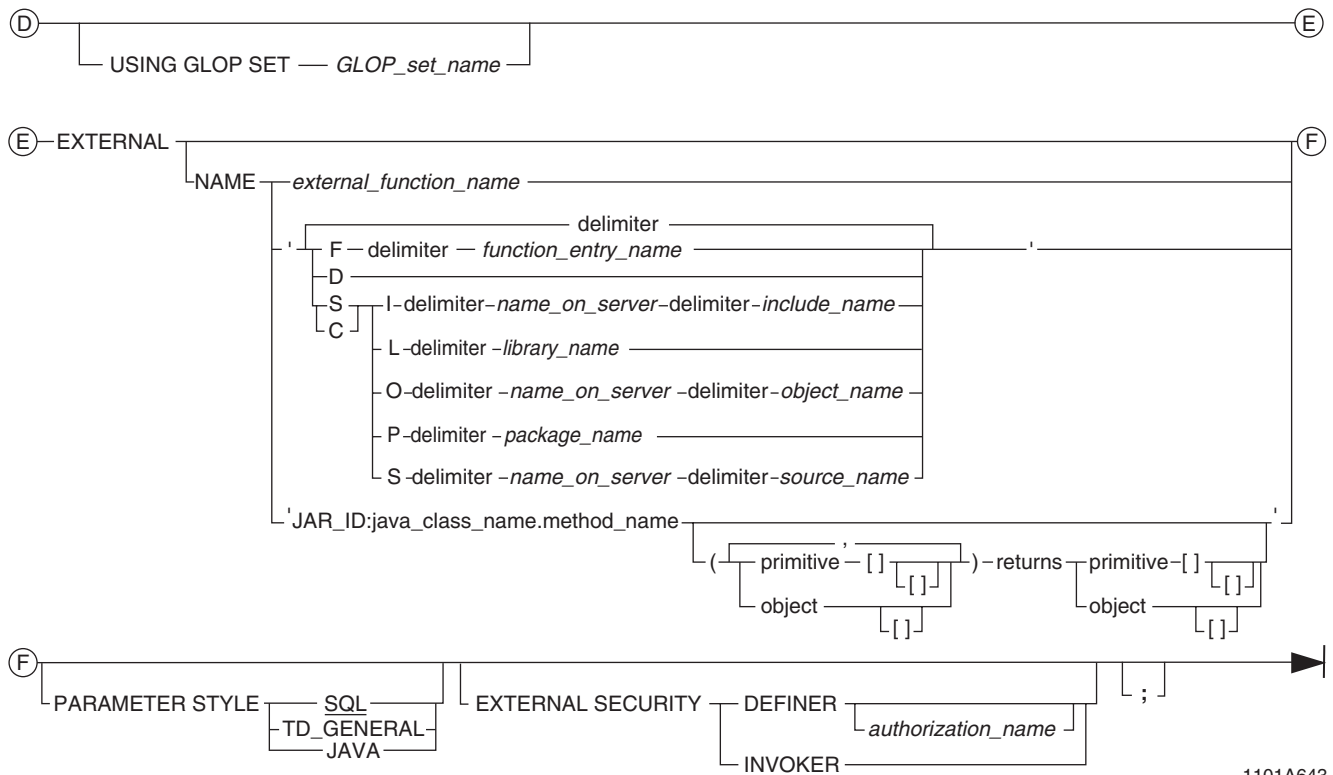 D E
USING GLOP SET GLOP_set_name
E EXTERNAL F
NAME external_function_name
delimiter
' F delimiter function_entry_name '
D
S I-delimiter-name_on_server-delimiter-include_name
C
L-delimiter-library_name
O-delimiter-name_on_server-delimiter-object_name
P-delimiter-package_name
S-delimiter-name_on_server-delimiter-source_name
'JAR_ID:java_class_name.method_name '
,
( primitive [ ] ) returns primitive [ ]
[ ] [ ]
object object
[ ] [ ]
F
PARAMETER STYLE SQL EXTERNAL SECURITY DEFINER ;
TD_GENERAL authorization_name
JAVA
INVOKER
1101A643